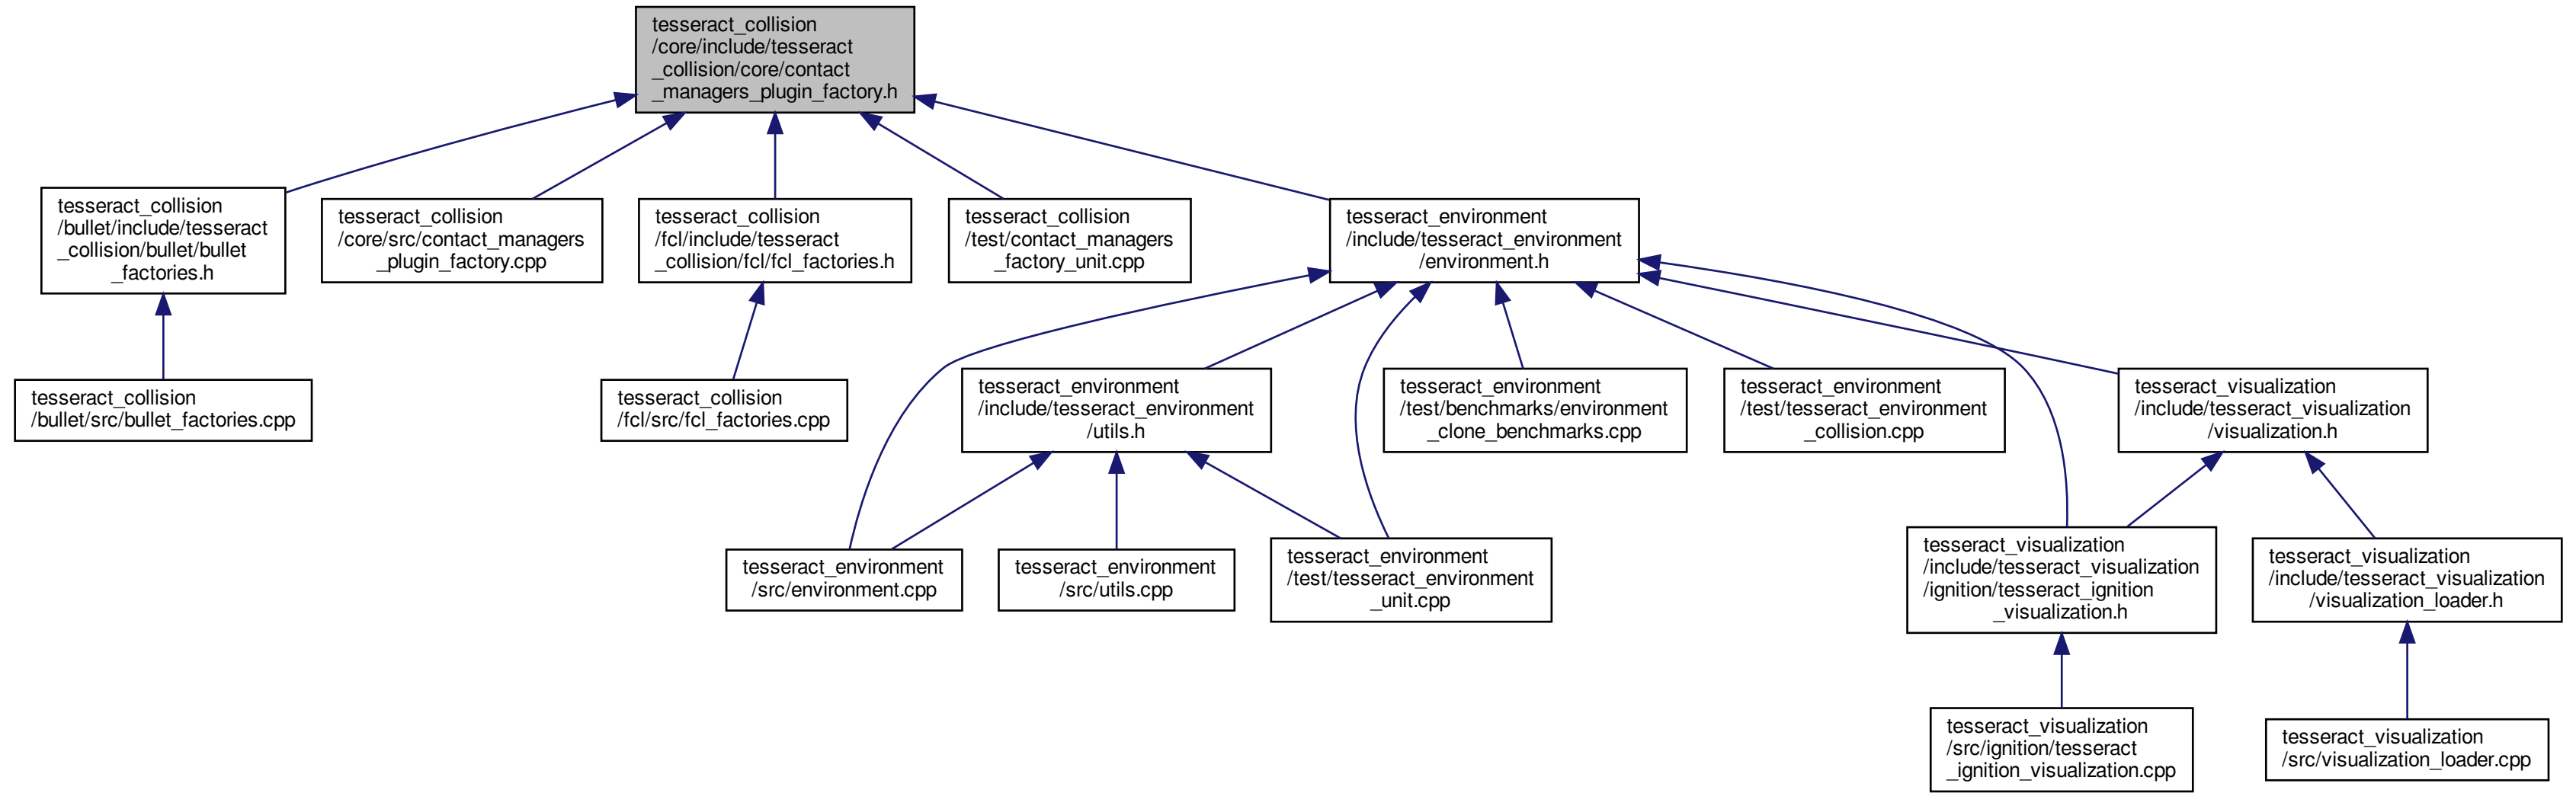 tesseract_collision
/core/include/tesseract
_collision/core/contact
_managers_plugin_factory.h
tesseract_collision
/bullet/include/tesseract
_collision/bullet/bullet
_factories.h
tesseract_collision
/core/src/contact_managers
_plugin_factory.cpp
tesseract_collision
/fcl/include/tesseract
_collision/fcl/fcl_factories.h
tesseract_collision
/test/contact_managers
_factory_unit.cpp
tesseract_environment
/include/tesseract_environment
/environment.h
tesseract_collision
/bullet/src/bullet_factories.cpp
tesseract_collision
/fcl/src/fcl_factories.cpp
tesseract_environment
/include/tesseract_environment
/utils.h
tesseract_environment
/test/benchmarks/environment
_clone_benchmarks.cpp
tesseract_environment
/test/tesseract_environment
_collision.cpp
tesseract_visualization
/include/tesseract_visualization
/visualization.h
tesseract_environment
/src/environment.cpp
tesseract_environment
/src/utils.cpp
tesseract_environment
/test/tesseract_environment
_unit.cpp
tesseract_visualization
/include/tesseract_visualization
/ignition/tesseract_ignition
_visualization.h
tesseract_visualization
/include/tesseract_visualization
/visualization_loader.h
tesseract_visualization
/src/ignition/tesseract
_ignition_visualization.cpp
tesseract_visualization
/src/visualization_loader.cpp